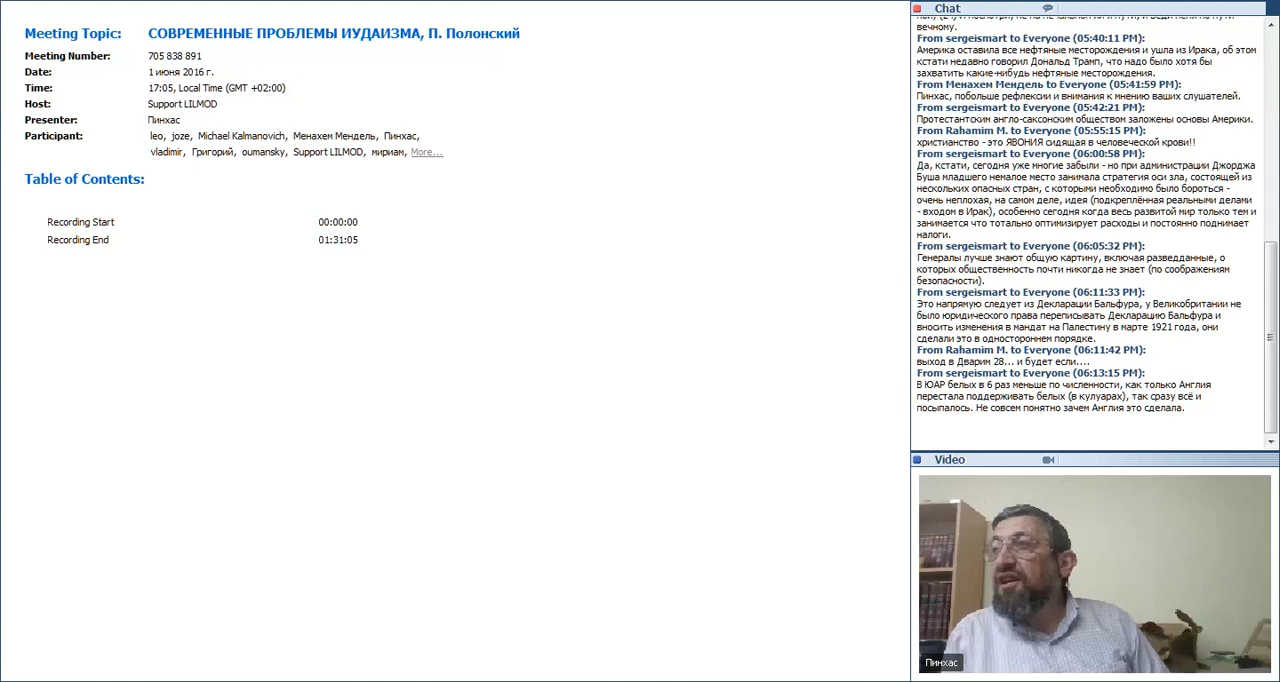 Meeting Topic: СОВРЕМЕННЫЕ ПРОБЛЕМЫ ИУДАИЗМА, П. Полонский
Meeting Number: 705 838 891
Date: 1 июня 2016 г.
Time: 17:05, Local Time (GMT +02:00)
Host: Support LILMOD
Presenter: Пинхас
Participant: leo, joze, Michael Kalmanovich, Менахем Мендель, Пинхас,
vladimir, Григорий, oumansky, Support LILMOD, мириам, More...
Table of Contents:
Recording Start 00:00:00
Recording End 01:31:05
Chat
вечному.
From sergeismart to Everyone (05:40:11 PM):
Америка оставила все нефтяные месторождения и ушла из Ирака, об этом
кстати недавно говорил Дональд Трамп, что надо было хотя бы
захватить какие-нибудь нефтяные месторождения.
From Менахем Мендель to Everyone (05:41:59 PM):
Пинхас, побольше рефлексии и внимания к мнению ваших слушателей.
From sergeismart to Everyone (05:42:21 PM):
Протестантским англо-саксонским обществом заложены основы Америки.
From Rahamim M. to Everyone (05:55:15 PM):
христианство - это ЯВОНИЯ сидящая в человеческой крови!!
From sergeismart to Everyone (06:00:58 PM):
Да, кстати, сегодня уже многие забыли - но при администрации Джорджа
Буша младшего немалое место занимала стратегия оси зла, состоящей из
нескольких опасных стран, с которыми необходимо было бороться -
очень неплохая, на самом деле, идея (подкреплённая реальными делами
- входом в Ирак), особенно сегодня когда весь развитой мир только тем и
занимается что тотально оптимизирует расходы и постоянно поднимает
налоги.
From sergeismart to Everyone (06:05:32 PM):
Генералы лучше знают общую картину, включая разведданные, о
которых общественность почти никогда не знает (по соображениям
безопасности).
From sergeismart to Everyone (06:11:33 PM):
Это напрямую следует из Декларации Бальфура, у Великобритании не
было юридического права переписывать Декларацию Бальфура и
вносить изменения в мандат на Палестину в марте 1921 года, они
сделали это в одностороннем порядке.
From Rahamim M. to Everyone (06:11:42 PM):
выход в Дварим 28... и будет если....
From sergeismart to Everyone (06:13:15 PM):
В ЮАР белых в 6 раз меньше по численности, как только Англия
перестала поддерживать белых (в кулуарах), так сразу всё и
посыпалось. Не совсем понятно зачем Англия это сделала.
Video
Пинхас